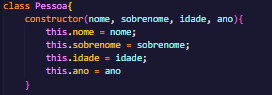 class Pessoa{
    constructor(nome, sobrenome, idade, ano){
        this.nome = nome;
        this.sobrenome = sobrenome;
        this.idade = idade;
        this.ano = ano
    }